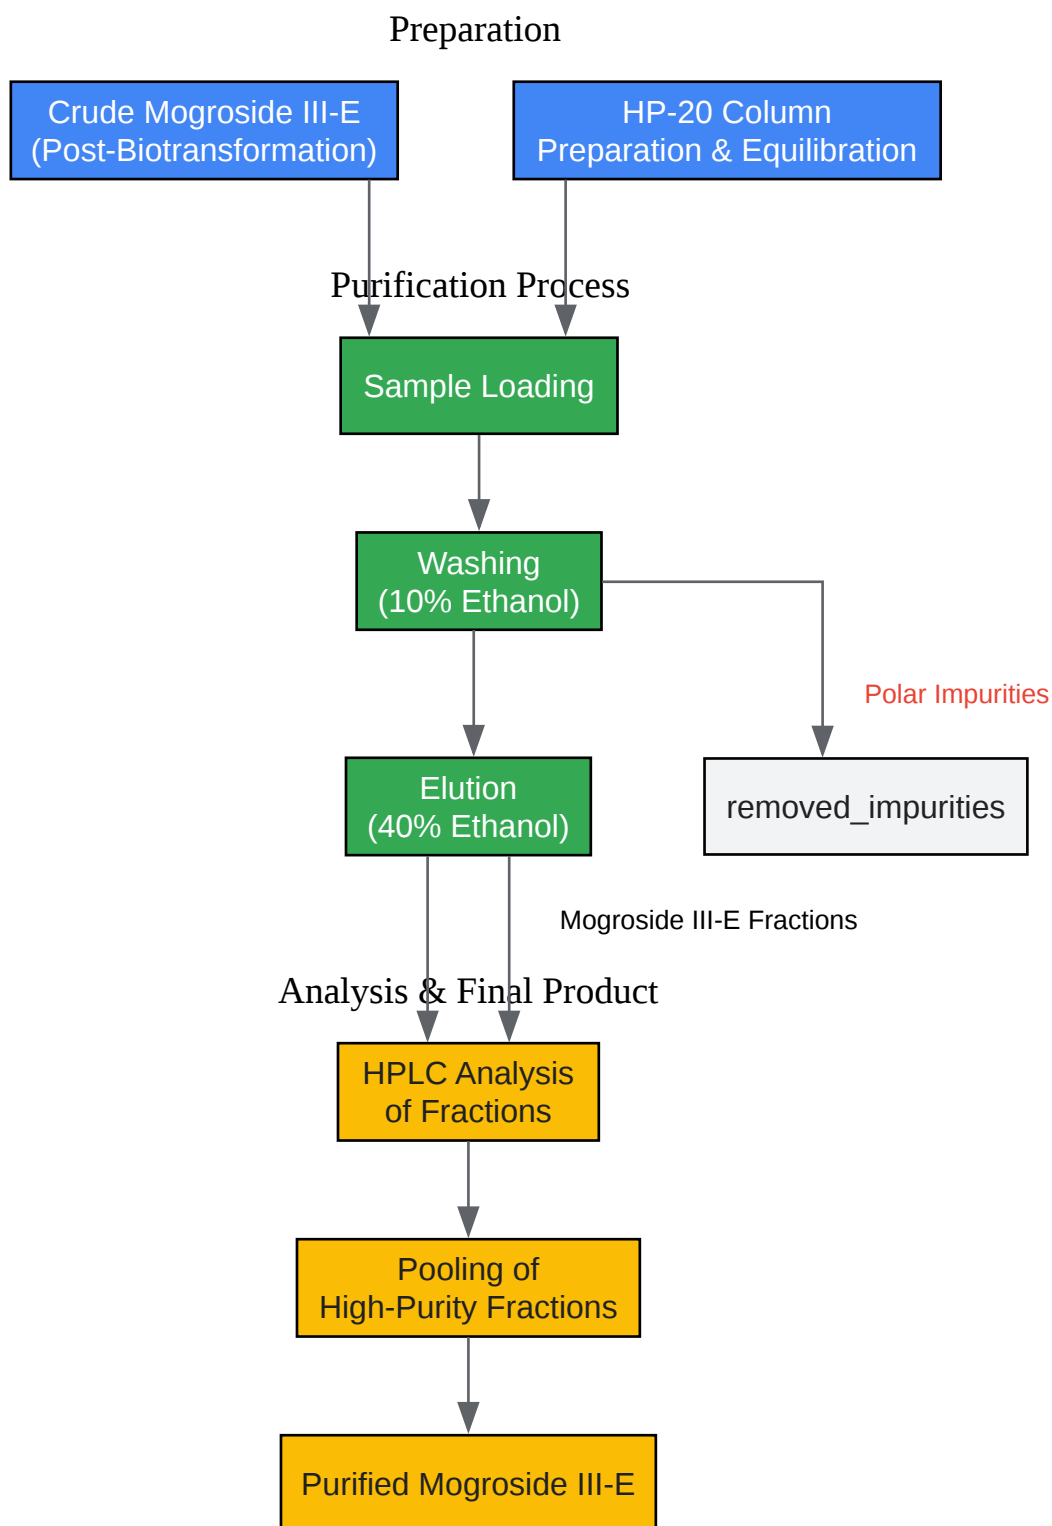 Preparation
Crude Mogroside III-E
(Post-Biotransformation)
HP-20 Column
Preparation & Equilibration
Purification Process
Sample Loading
Washing
(10% Ethanol)
Polar Impurities
Elution
(40% Ethanol)
removed_impurities
Mogroside III-E Fractions
Analysis & Final Product
HPLC Analysis
of Fractions
Pooling of
High-Purity Fractions
Purified Mogroside III-E